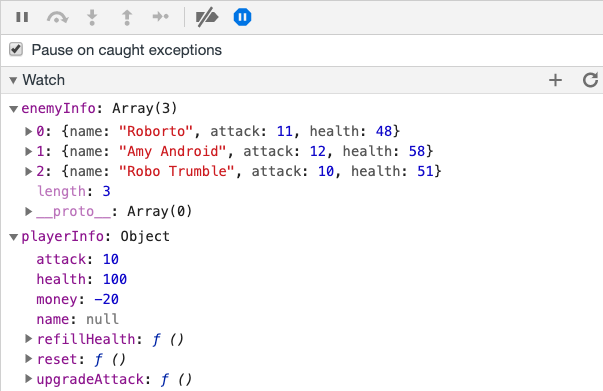 Pause on caught exceptions
Watch
enemyInfo: Array(3)
0: {name: "Roborto", attack: 11, health: 48}
1: {name: "Amy Android", attack: 12, health: 58}
2: {name: "Robo Trumble", attack: 10, health: 51}
length: 3
__proto__: Array(0)
playerInfo: Object
attack: 10
health: 100
money: -20
name: null
refillHealth: ƒ ()
reset: ƒ ()
upgradeAttack: ƒ ()